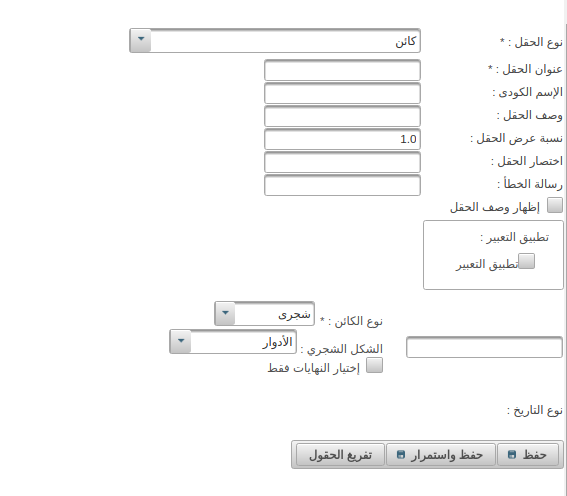 نوع الحقل : * كائن
عنوان الحقل : *
الإسم الكودى :
وصف الحقل :
نسبة عرض الحقل : 1.0
اختصار الحقل :
رسالة الخطأ :
إظهار وصف الحقل
تطبيق التعبير :
تطبيق التعبير
نوع الكائن : * شجرى
الشكل الشجري : الأدوار
إختيار النهايات فقط
نوع التاريخ :
حفظ حفظ واستمرار تفريغ الحقول